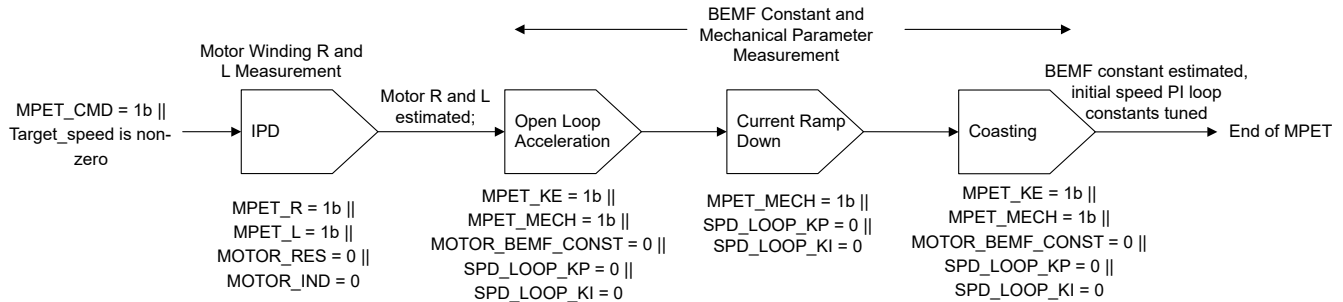 BEMF Constant and
Mechanical Parameter
Measurement
Motor Winding R and
L Measurement
MPET_CMD = 1b ||
Target_speed is non-
zero
IPD
Motor R and L
estimated;
Open Loop
Acceleration
Current Ramp
Down
Coasting
BEMF constant estimated,
initial speed PI loop
constants tuned
End of MPET
MPET_R = 1b ||
MPET_L = 1b ||
MOTOR_RES = 0 ||
MOTOR_IND = 0
MPET_KE = 1b ||
MPET_MECH = 1b ||
MOTOR_BEMF_CONST = 0 ||
SPD_LOOP_KP = 0 ||
SPD_LOOP_KI = 0
MPET_MECH = 1b ||
SPD_LOOP_KP = 0 ||
SPD_LOOP_KI = 0
MPET_KE = 1b ||
MPET_MECH = 1b ||
MOTOR_BEMF_CONST = 0 ||
SPD_LOOP_KP = 0 ||
SPD_LOOP_KI = 0